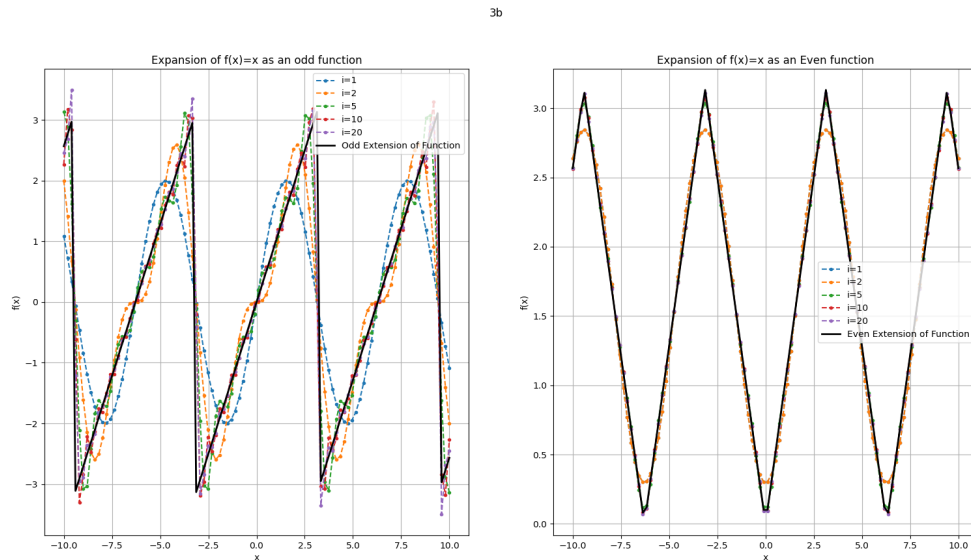 3b
Expansion of f(x)=x as an odd function
i=1
i=2
i=5
i=10
i=20
Odd Extension of Function
f(x)
3
2
1
0
−1
−2
−3
−10.0 −7.5 −5.0 −2.5 0.0 2.5 5.0 7.5 10.0
x
Expansion of f(x)=x as an Even function
i=1
i=2
i=5
i=10
i=20
Even Extension of Function
f(x)
3.0
2.5
2.0
1.5
1.0
0.5
0.0
−10.0 −7.5 −5.0 −2.5 0.0 2.5 5.0 7.5 10.0
x